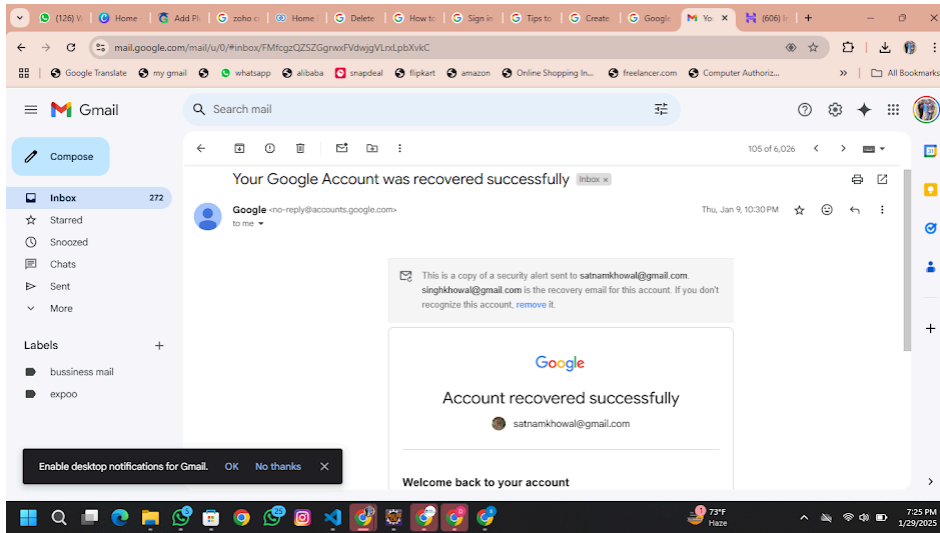 (126) W
Home
Add Pl
zoho c
Home
Delete
How to
Sign in
Tips to
Create
Google
Yo
(606)
mail.google.com/mail/u/0/#inbox/
Google Translate
my gmail
whatsapp
alibaba
snapdeal
flipkart
amazon
Online Shopping In...
freelancer.com
Computer Authoriz...
All Bookmarks
Gmail
Search mail
Compose
105 of 6,026
Your Google Account was recovered successfully Inbox x
Inbox 272
Starred
Snoozed
Chats
Sent
More
Google <no-reply@accounts.google.com>
to me
Thu, Jan 9, 10:30 PM
This is a copy of a security alert sent to satnamkhowal@gmail.com.
singhkhowal@gmail.com is the recovery email for this account. If you don't
recognize this account, remove it.
Labels
bussiness mail
expoo
Google
Account recovered successfully
satnamkhowal@gmail.com
Welcome back to your account
Enable desktop notifications for Gmail. OK No thanks
73°F
Haze
7:25 PM
1/29/2025